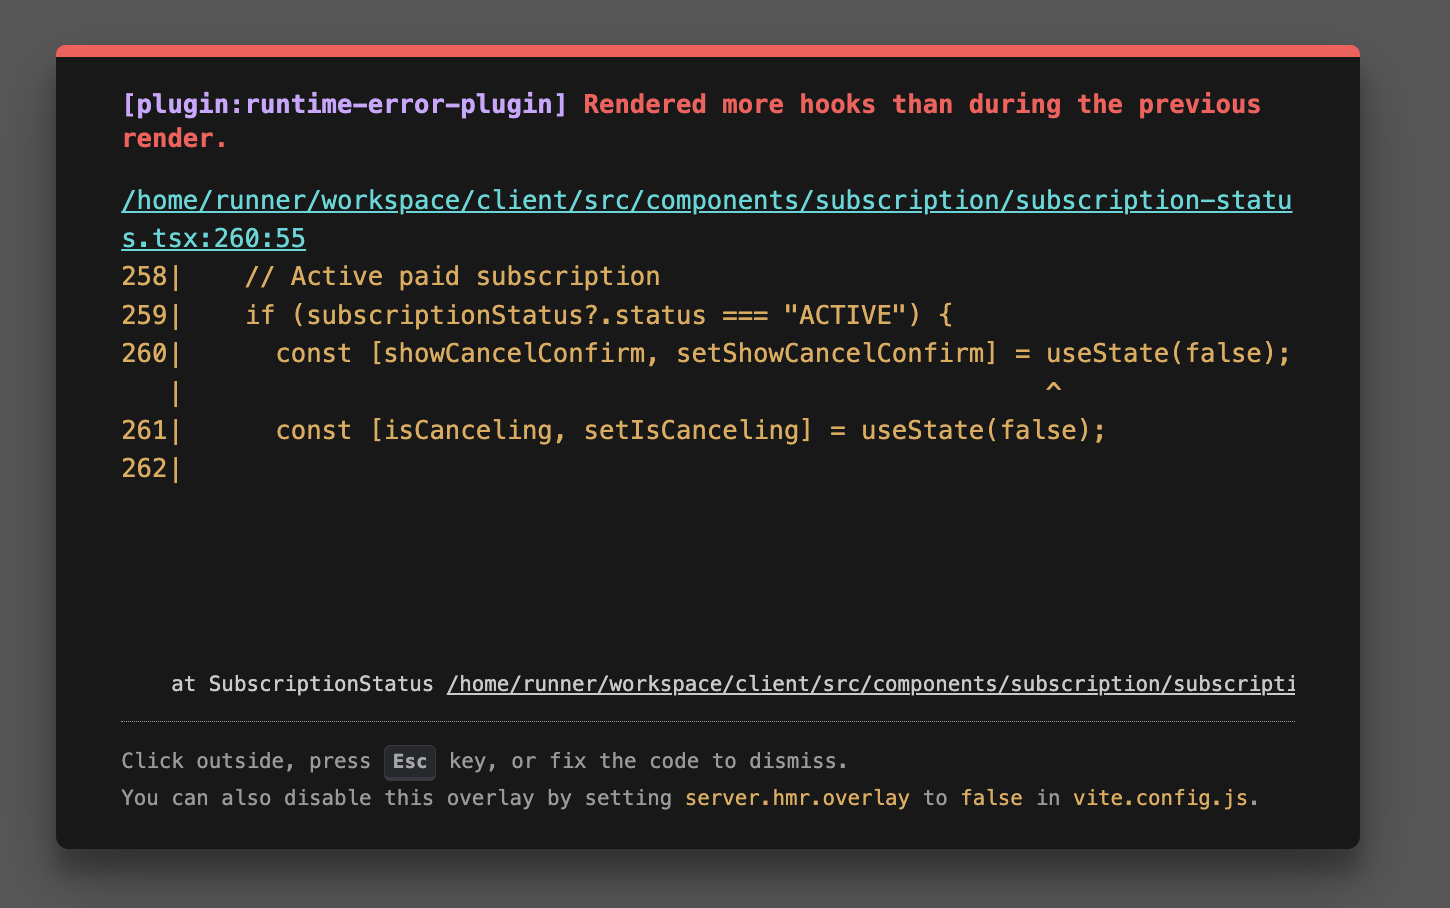 [plugin:runtime-error-plugin] Rendered more hooks than during the previous
render.
/home/runner/workspace/client/src/components/subscription/subscription-statu
s.tsx:260:55
258|    // Active paid subscription
259|    if (subscriptionStatus?.status === "ACTIVE") {
260|      const [showCancelConfirm, setShowCancelConfirm] = useState(false);
   |                                                        ^
261|      const [isCanceling, setIsCanceling] = useState(false);
262|
at SubscriptionStatus /home/runner/workspace/client/src/components/subscription/subscripti
Click outside, press Esc key, or fix the code to dismiss.
You can also disable this overlay by setting server.hmr.overlay to false in vite.config.js.